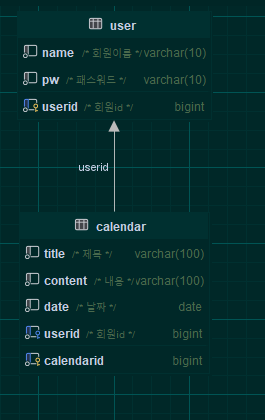 user
name /* 회원이름 */ varchar(10)
pw /* 패스워드 */ varchar(10)
userid /* 회원id */ bigint
userid
calendar
title /* 제목 */ varchar(100)
content /* 내용 */ varchar(100)
date /* 날짜 */ date
userid /* 회원id */ bigint
calendarid bigint